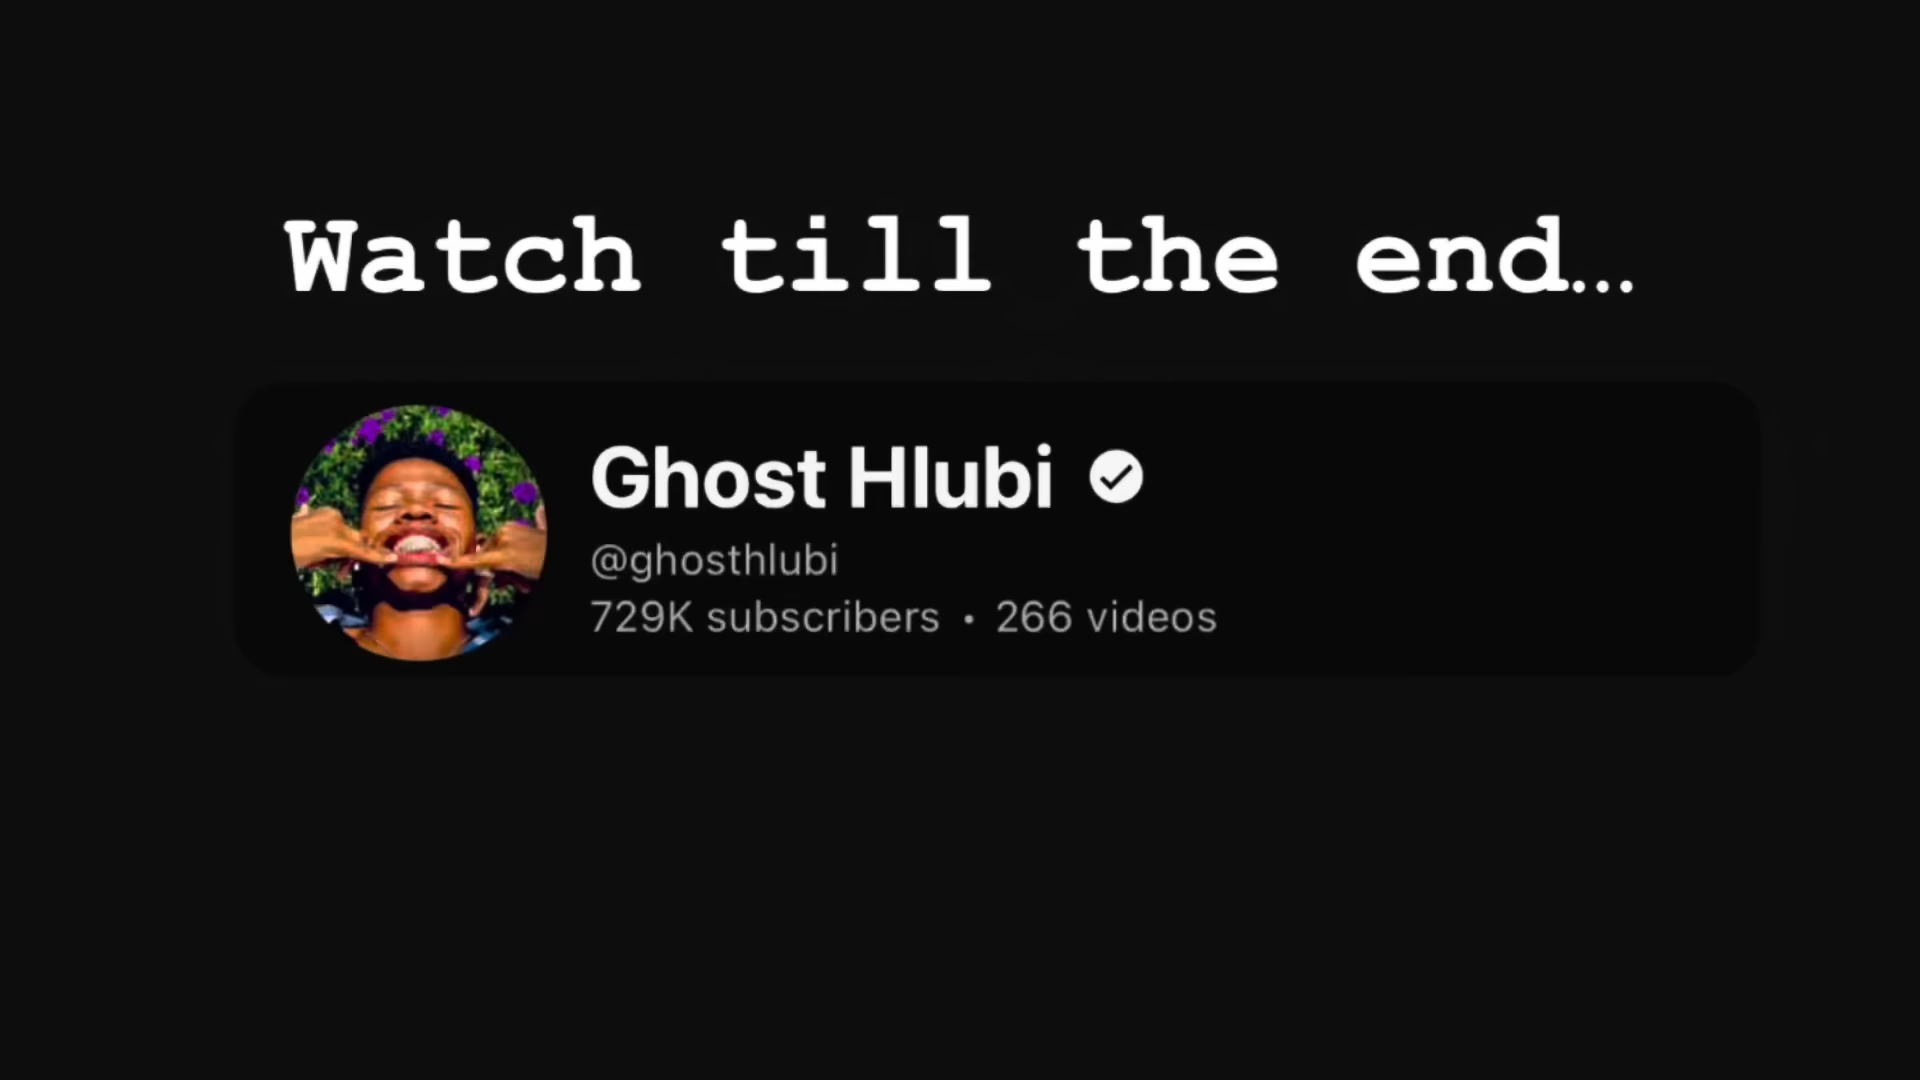 Watch till the end...
Ghost Hlubi
@ghosthlubi
729K subscribers • 266 videos